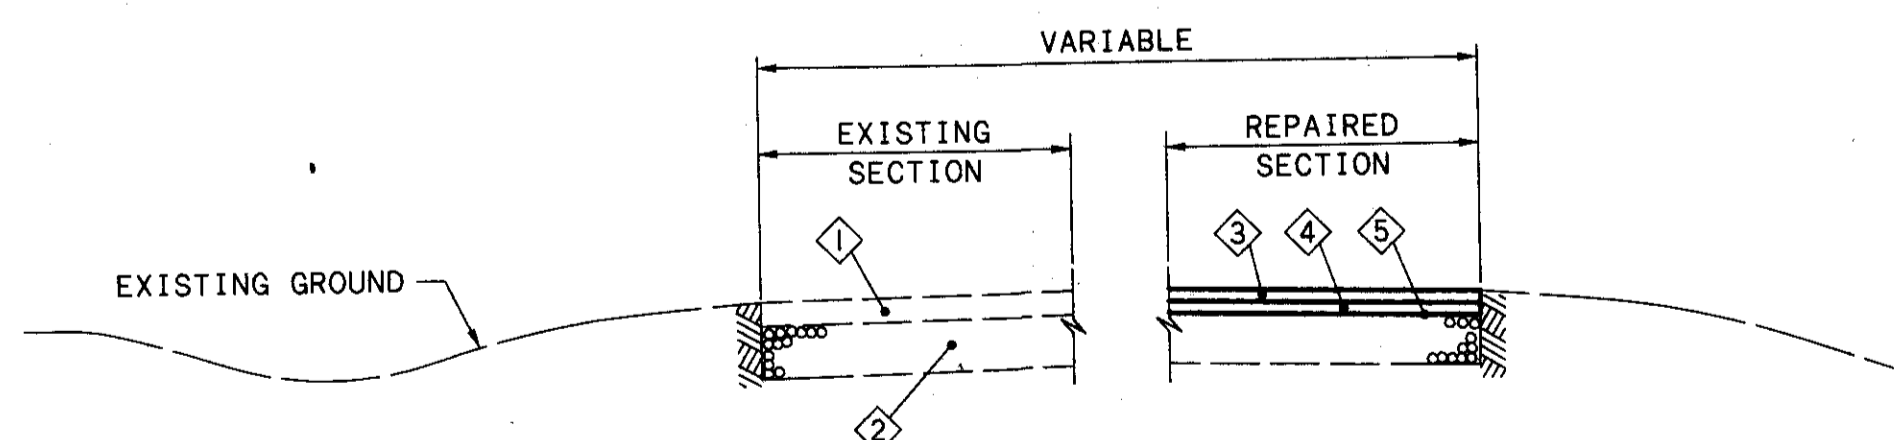 VARIABLE
EXISTING
SECTION
REPAIRED
SECTION
1
3
4
5
EXISTING GROUND
2